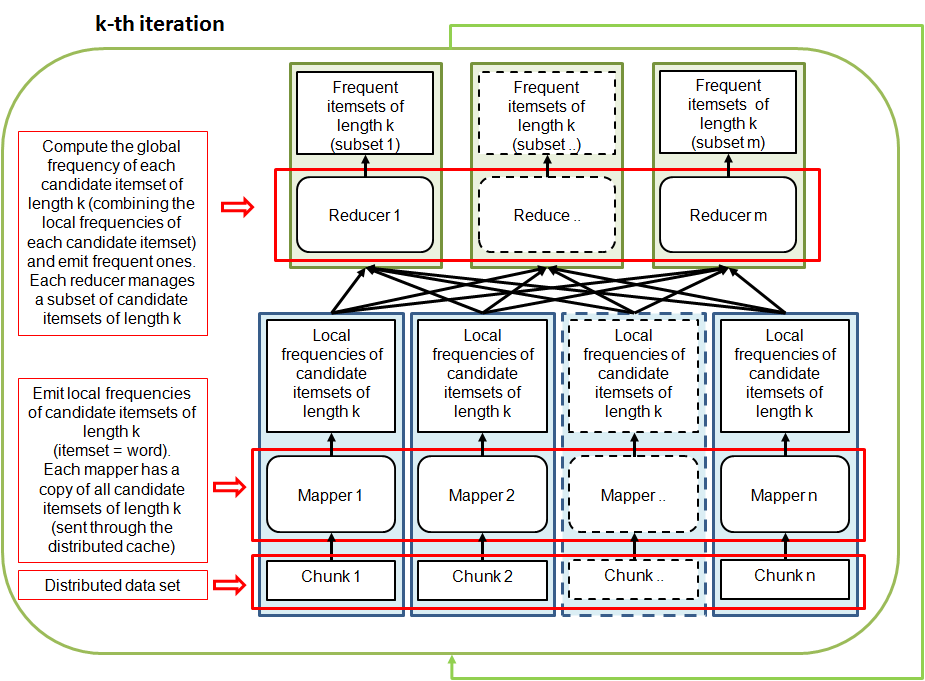 k-th iteration
Frequent
itemsets of
length k
(subset 1)
Frequent
itemsets of
length k
(subset ..)
Frequent
itemsets of
length k
(subset m)
Compute the global
frequency of each
candidate itemset of
length k (combining the
local frequencies of
each candidate itemset)
and emit frequent ones.
Each reducer manages
a subset of candidate
itemsets of length k
Reducer 1
Reduce ..
Reducer m
Local
frequencies of
candidate
itemsets of
length k
Local
frequencies of
candidate
itemsets of
length k
Local
frequencies of
candidate
itemsets of
length k
Local
frequencies of
candidate
itemsets of
length k
Emit local frequencies
of candidate itemsets of
length k
(itemset = word).
Each mapper has a
copy of all candidate
itemsets of length k
(sent through the
distributed cache)
Mapper 1
Mapper 2
Mapper ..
Mapper n
Distributed data set
Chunk 1
Chunk 2
Chunk ..
Chunk n